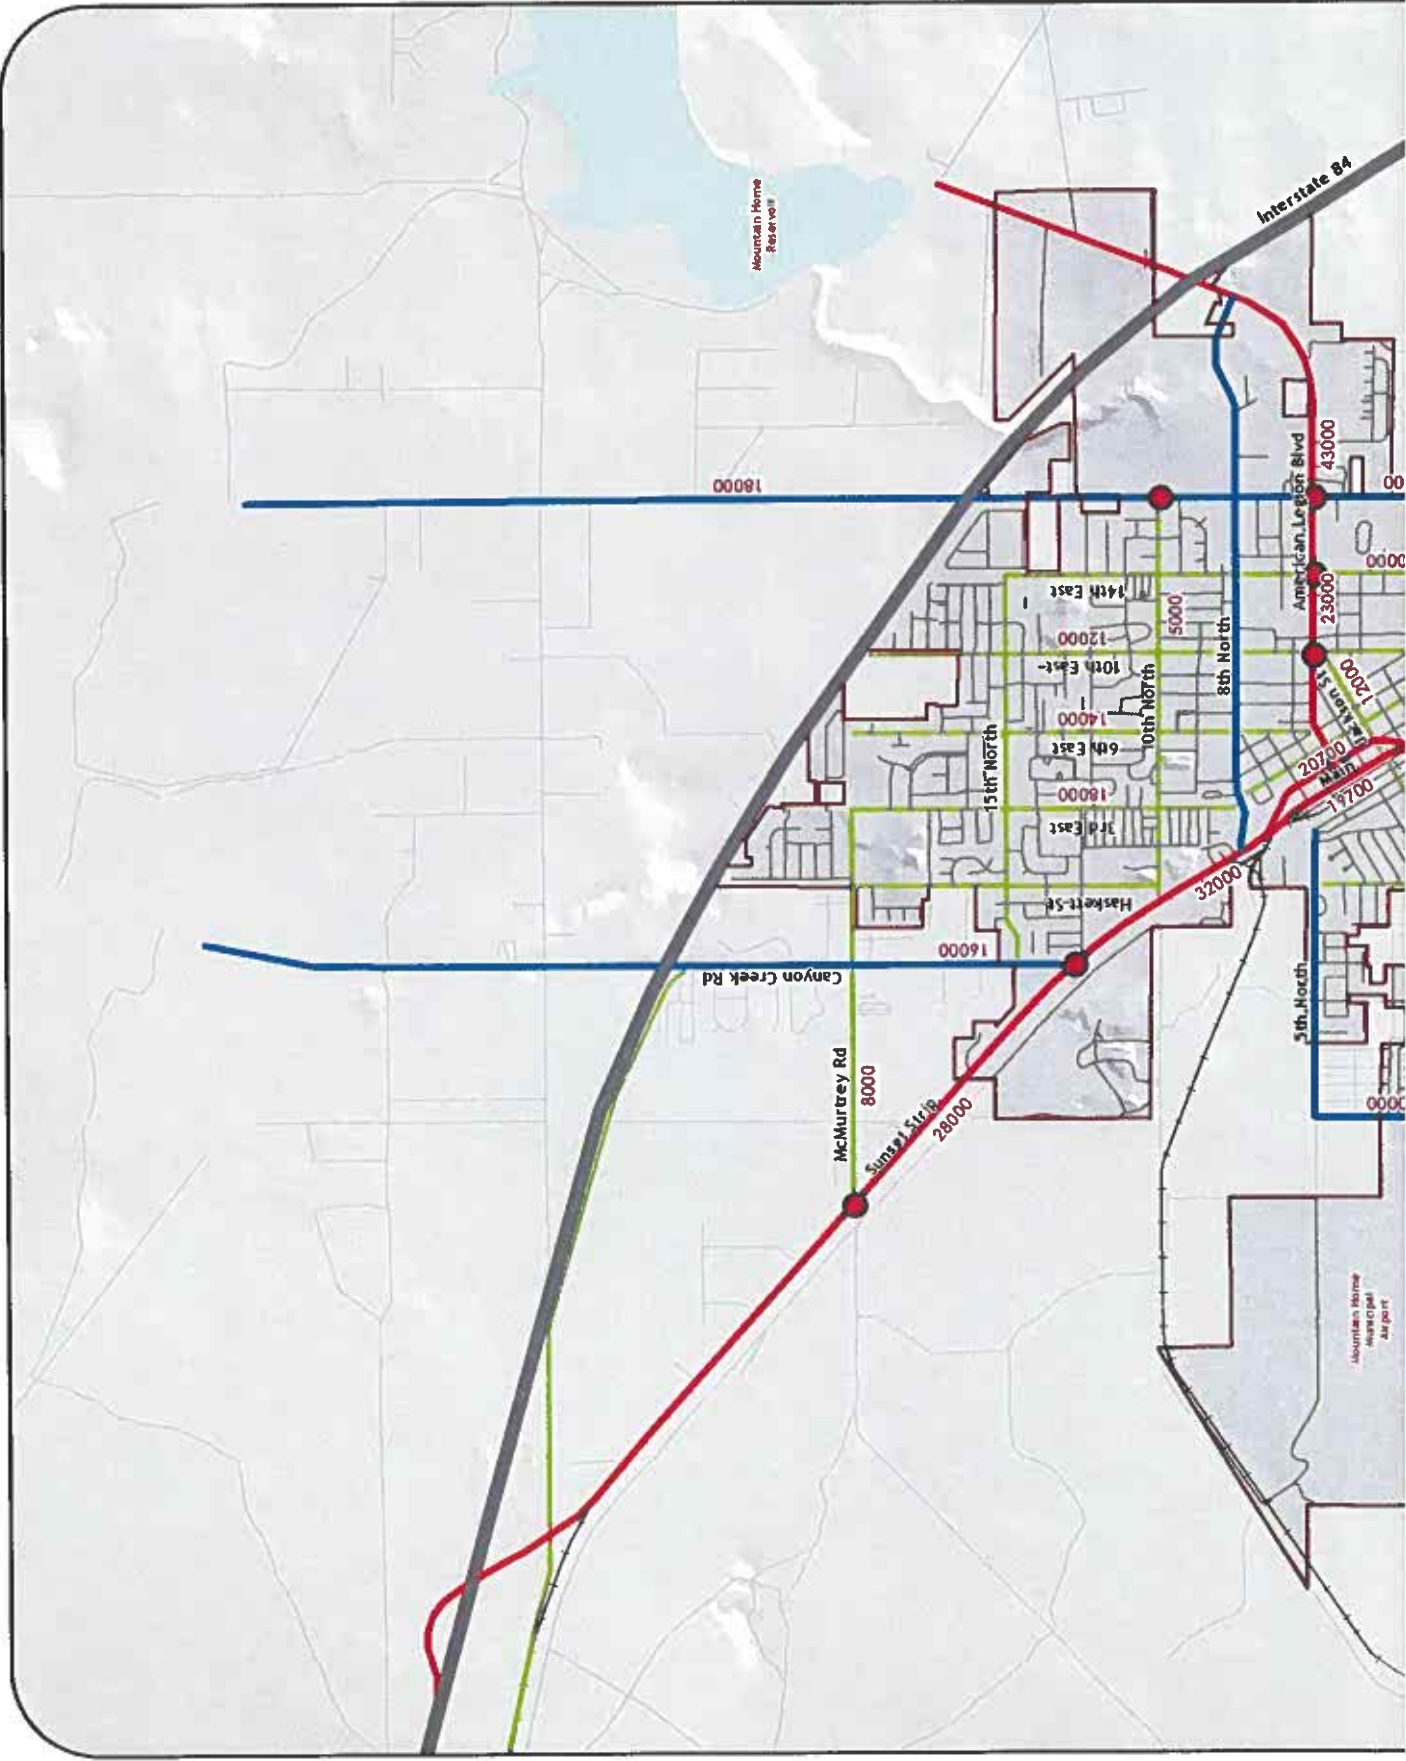 Mountain Home
Reservoir
Interstate 84
18000
American Legion Blvd
43000
14th East
5000
23000
12000
10th East
8th North
10th North
Jackson St
12000
14000
6th East
15th North
20700
Main
19700
18000
3rd East
32000
Haskett St
16000
Canyon Creek Rd
5th North
McMurtrey Rd
8000
Sunset Strip
28000
Mountain Home
Municipal
Airport